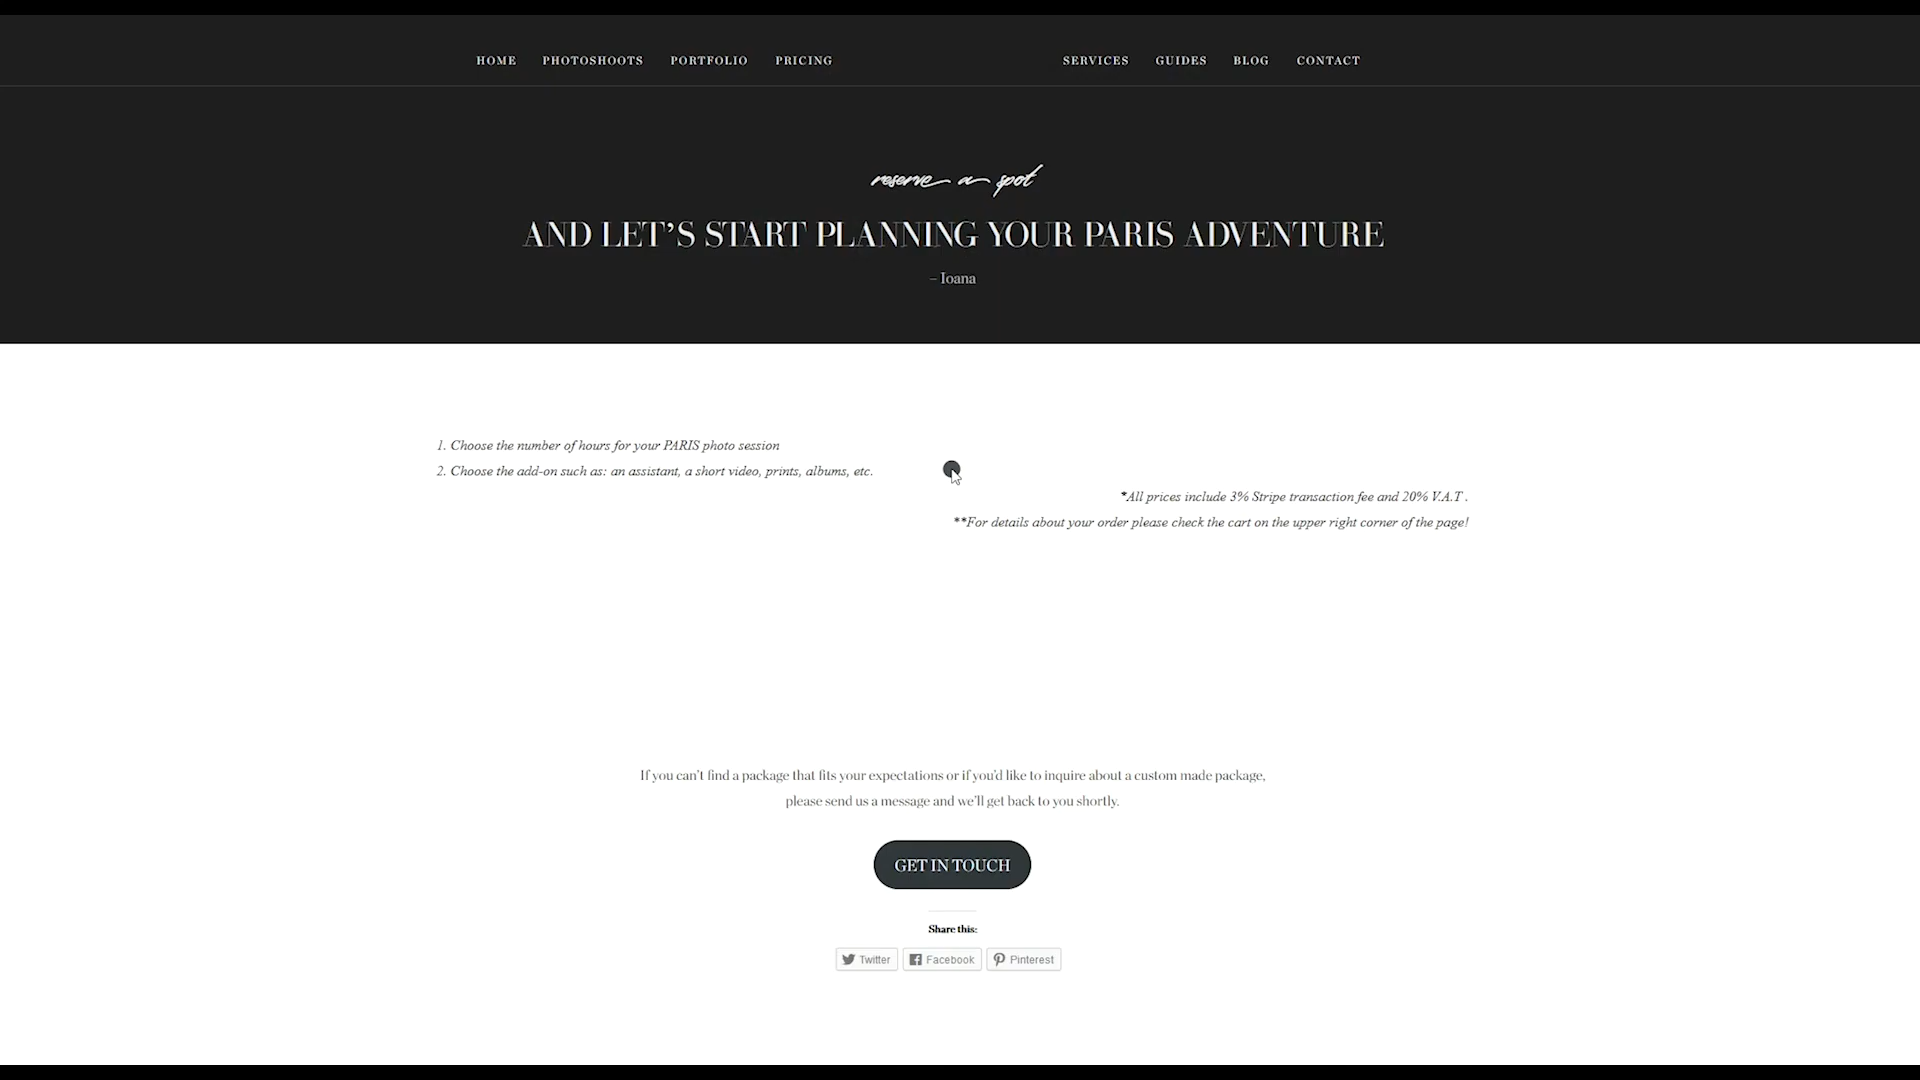 HOME PHOTOSHOOTS PORTFOLIO PRICING SERVICES GUIDES BLOG CONTACT
reserve a spot
AND LET’S START PLANNING YOUR PARIS ADVENTURE
– Ioana
1. Choose the number of hours for your PARIS photo session
2. Choose the add-on such as: an assistant, a short video, prints, albums, etc.
*All prices include 3% Stripe transaction fee and 20% V.A.T .
**For details about your order please check the cart on the upper right corner of the page!
If you can’t find a package that fits your expectations or if you’d like to inquire about a custom made package,
please send us a message and we’ll get back to you shortly.
GET IN TOUCH
Share this:
Twitter Facebook Pinterest